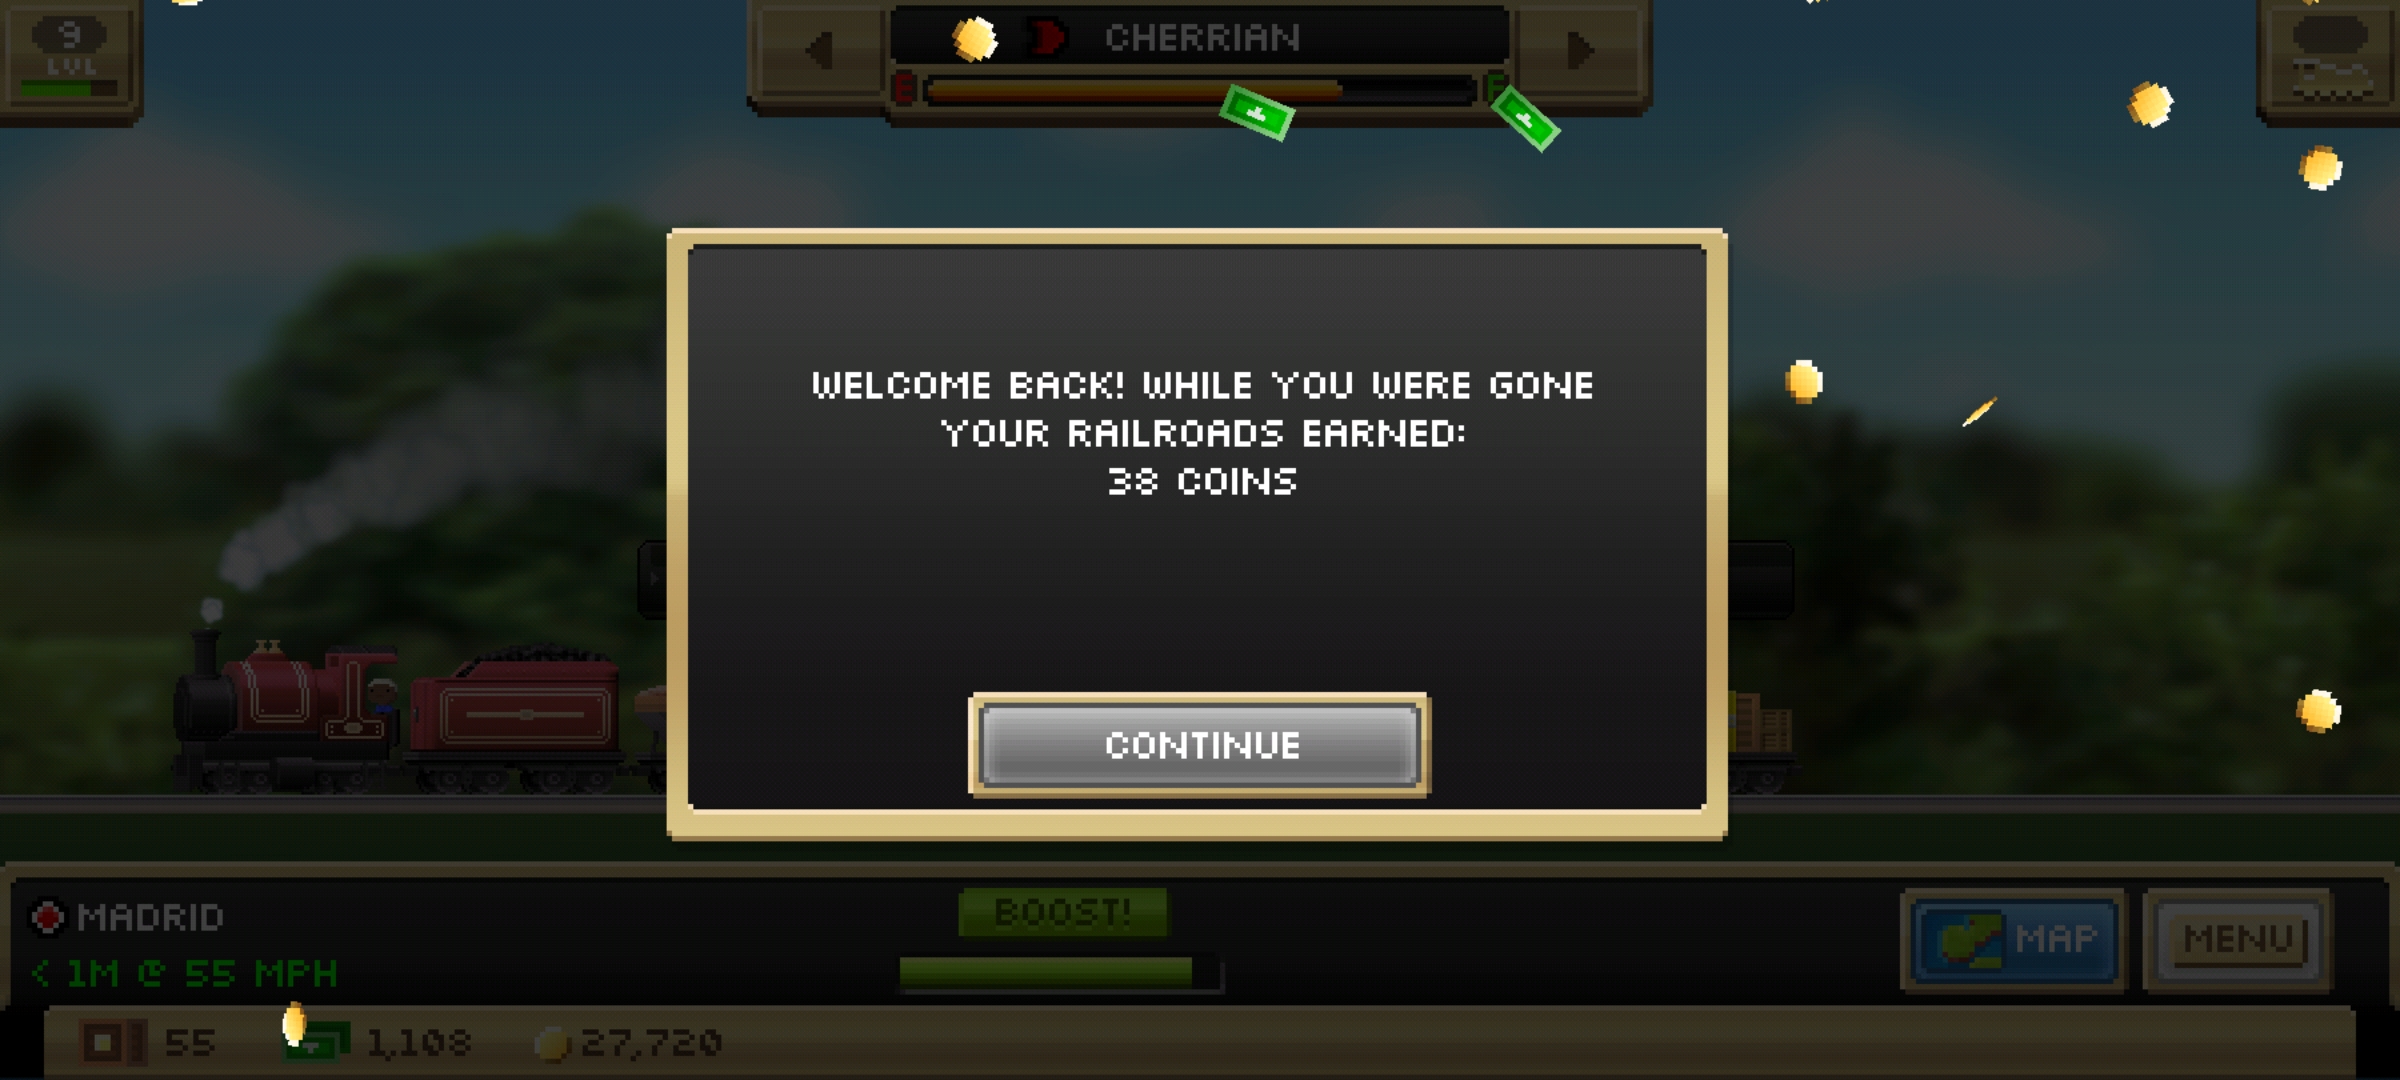 9
LVL
CHERRIAN
E F
WELCOME BACK! WHILE YOU WERE GONE
YOUR RAILROADS EARNED:
38 COINS
CONTINUE
MADRID
< 1M @ 55 MPH
BOOST!
MAP
MENU
55 1,108 27,720